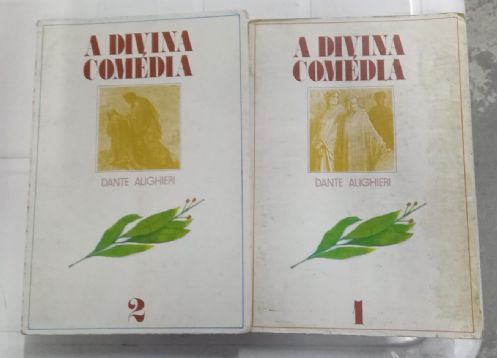 A DIVINA
COMÉDIA
DANTE ALIGHIERI
2
A DIVINA
COMÉDIA
DANTE ALIGHIERI
1